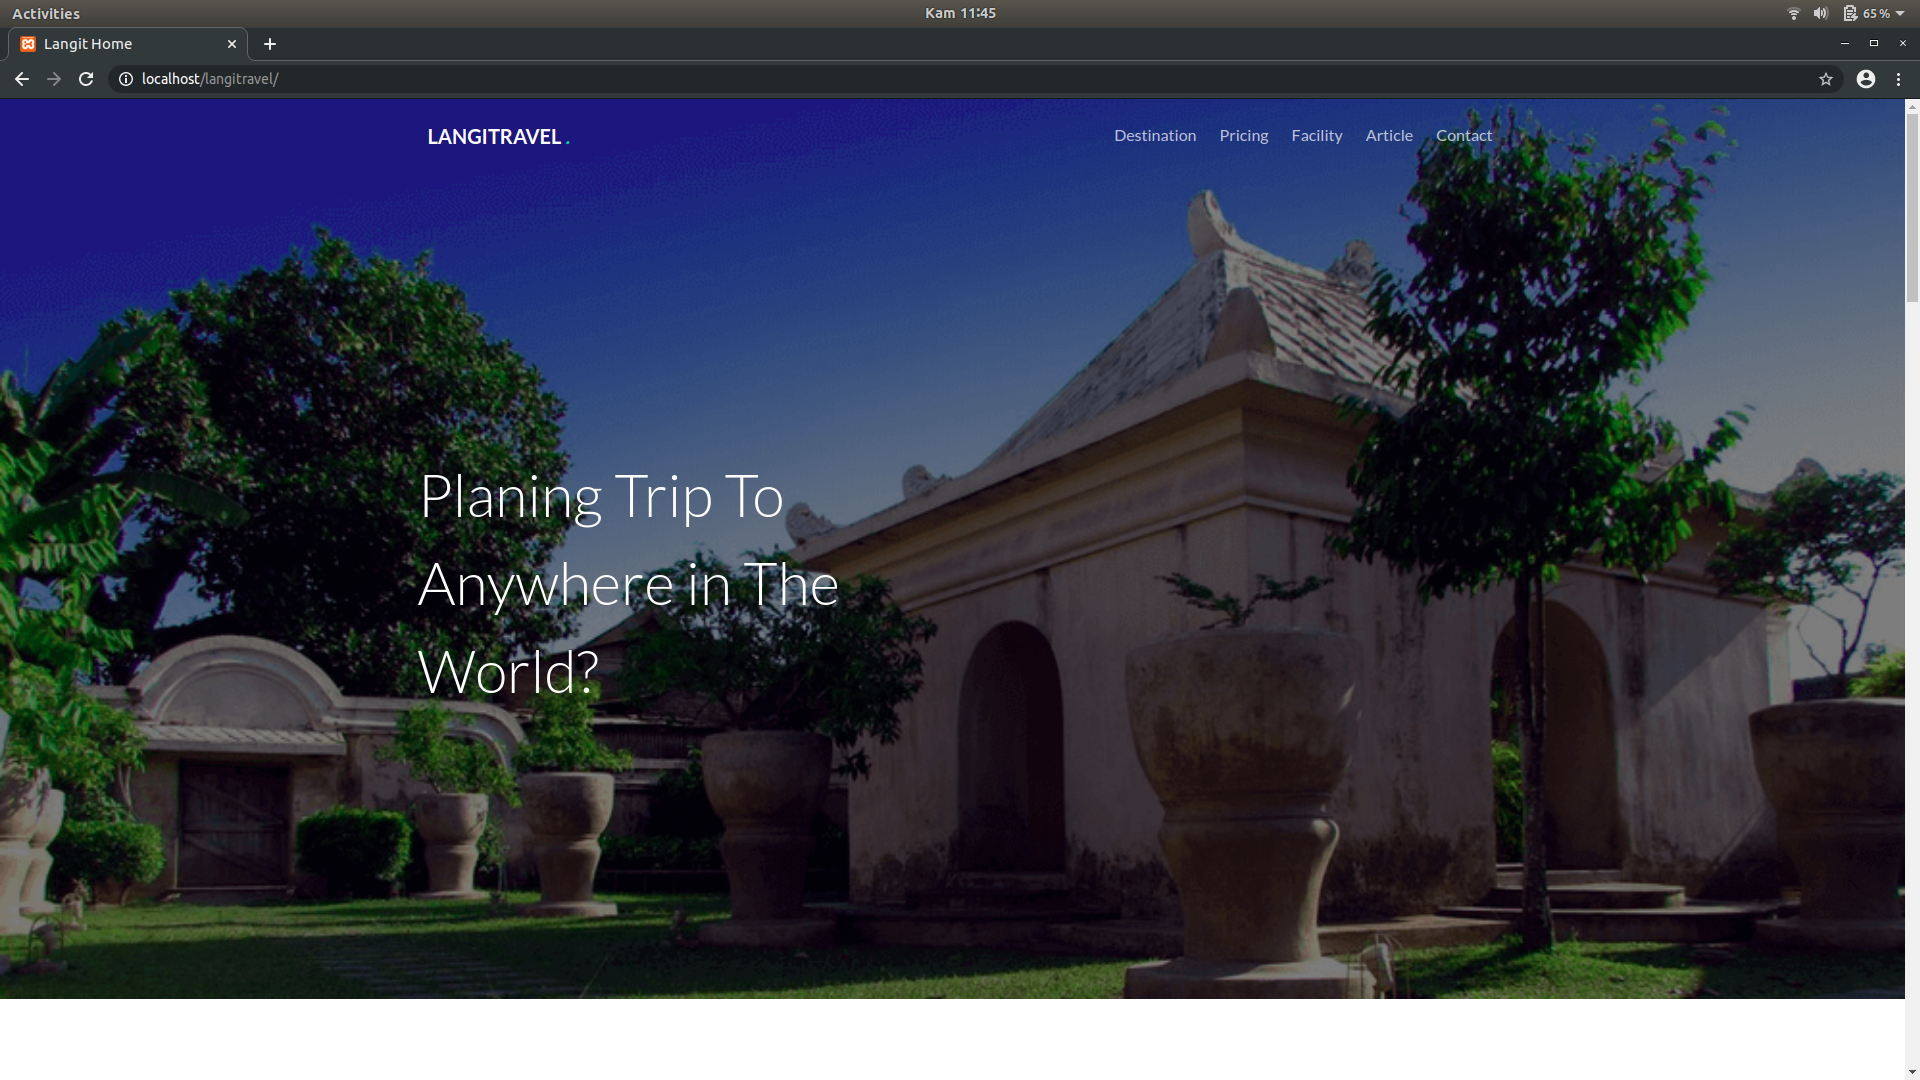 Activities
Kam 11:45
65 %
Langit Home
localhost/langitravel/
LANGITRAVEL .
Destination
Pricing
Facility
Article
Contact
Planing Trip To
Anywhere in The
World?